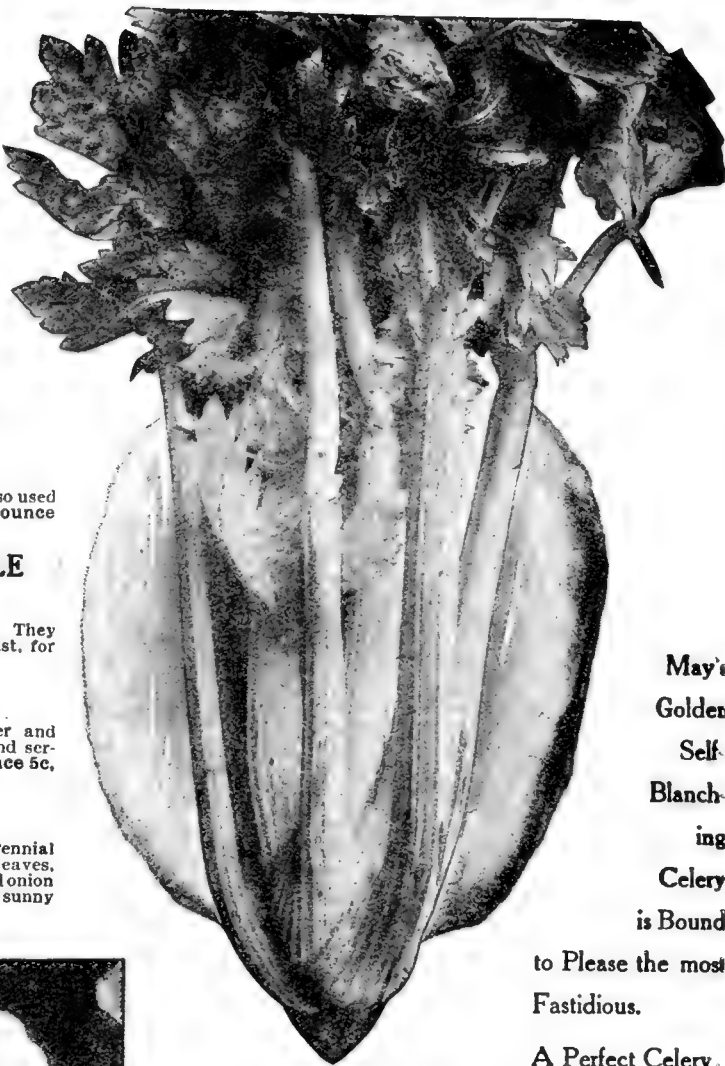 so used
ounce
LE
They
st, for
er and
nd ser-
ce 5c,
ennial
eaves,
onion
sunny
May's
Golden
Self-
Blanch-
ing
Celery
is Bound
to Please the most
Fastidious.
A Perfect Celery